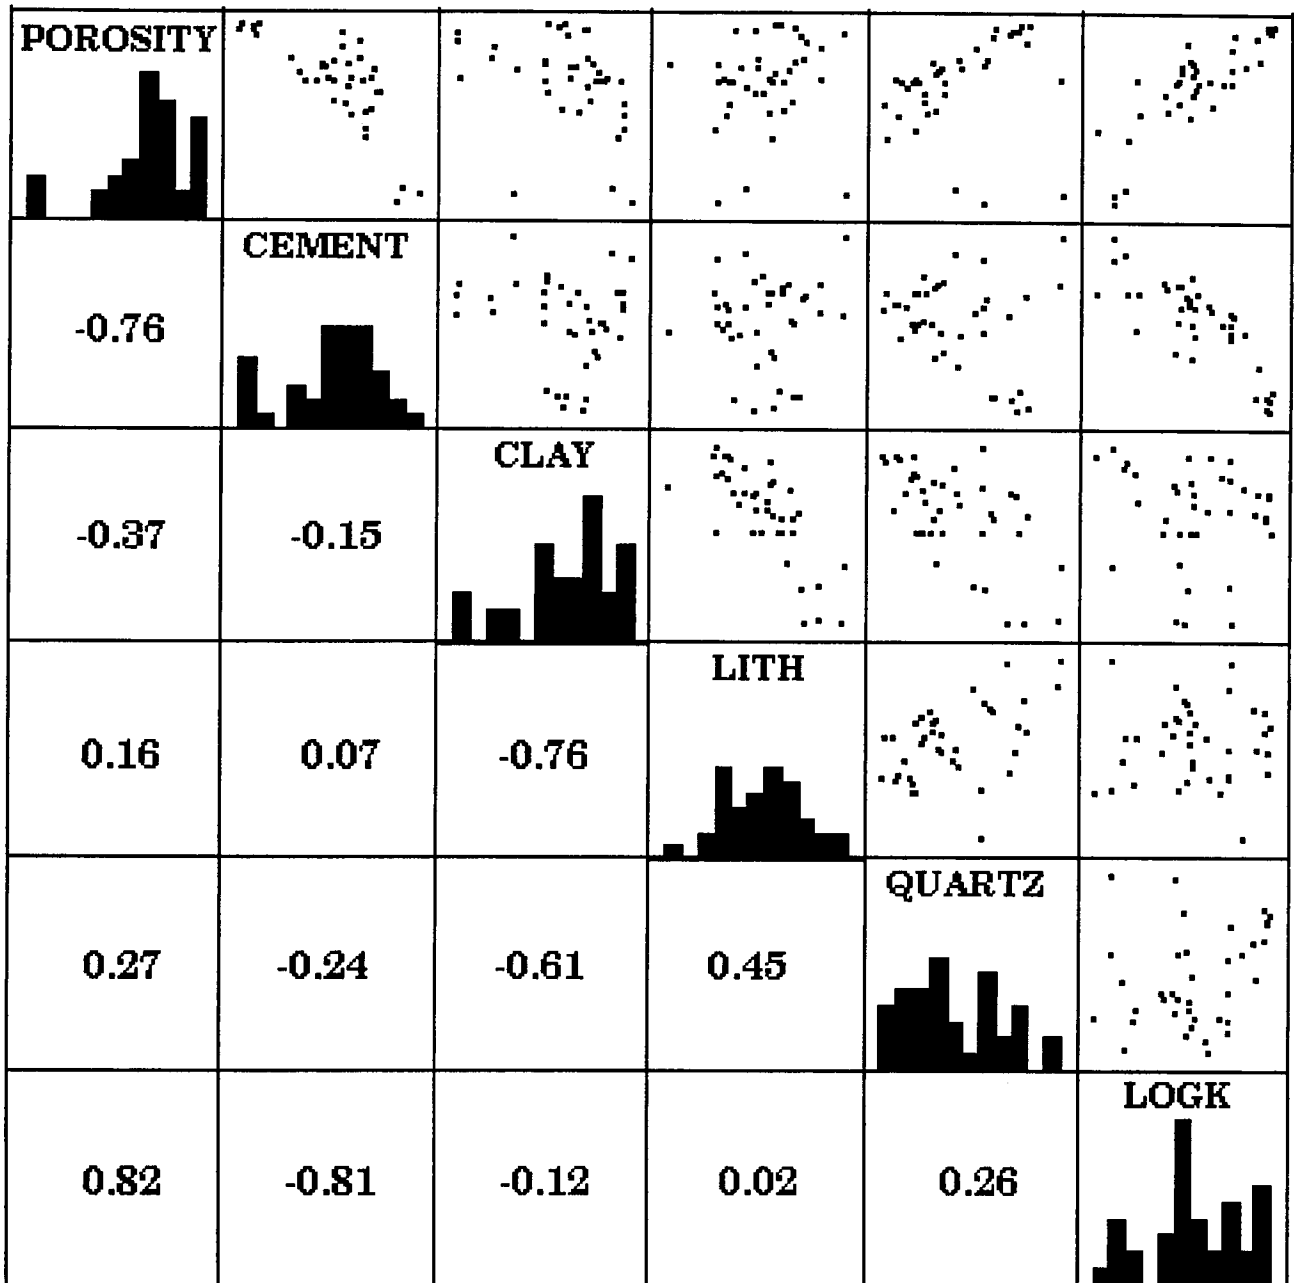 POROSITY
CEMENT
-0.76
CLAY
-0.37 -0.15
LITH
0.16 0.07 -0.76
QUARTZ
0.27 -0.24 -0.61 0.45
LOGK
0.82 -0.81 -0.12 0.02 0.26